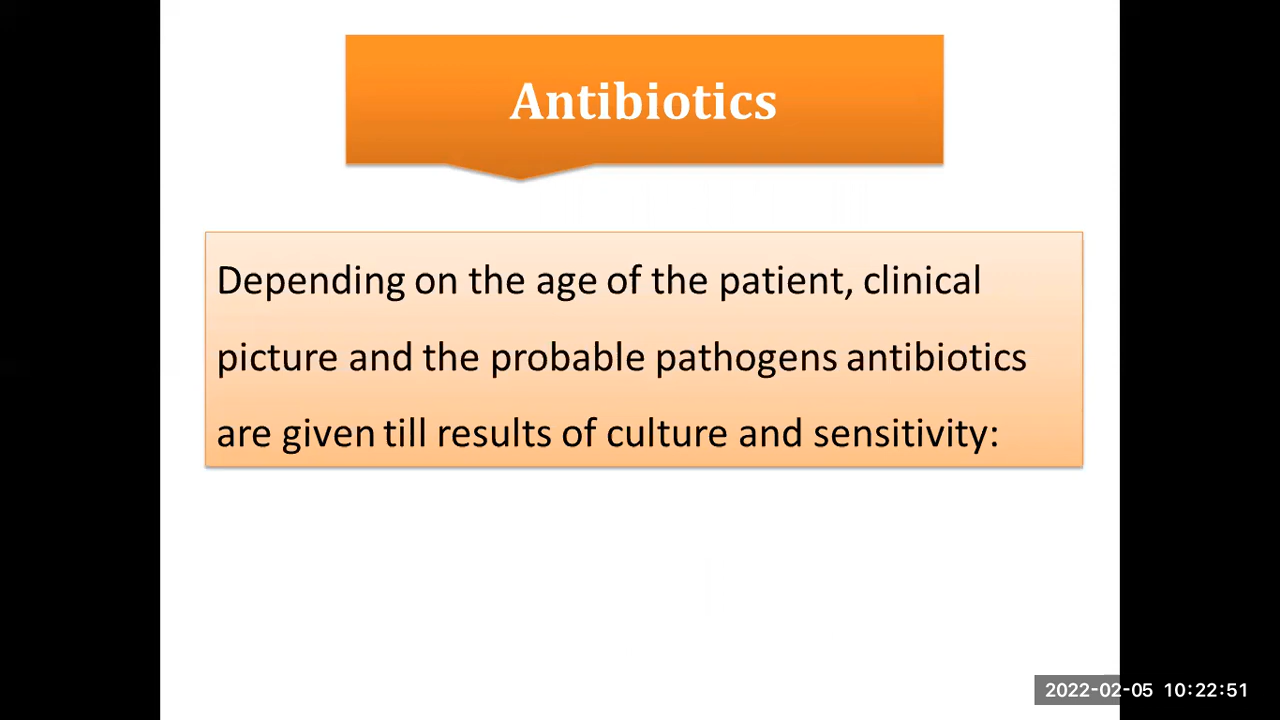 Antibiotics
Depending on the age of the patient, clinical
picture and the probable pathogens antibiotics
are given till results of culture and sensitivity:
2022-02-05 10:22:51